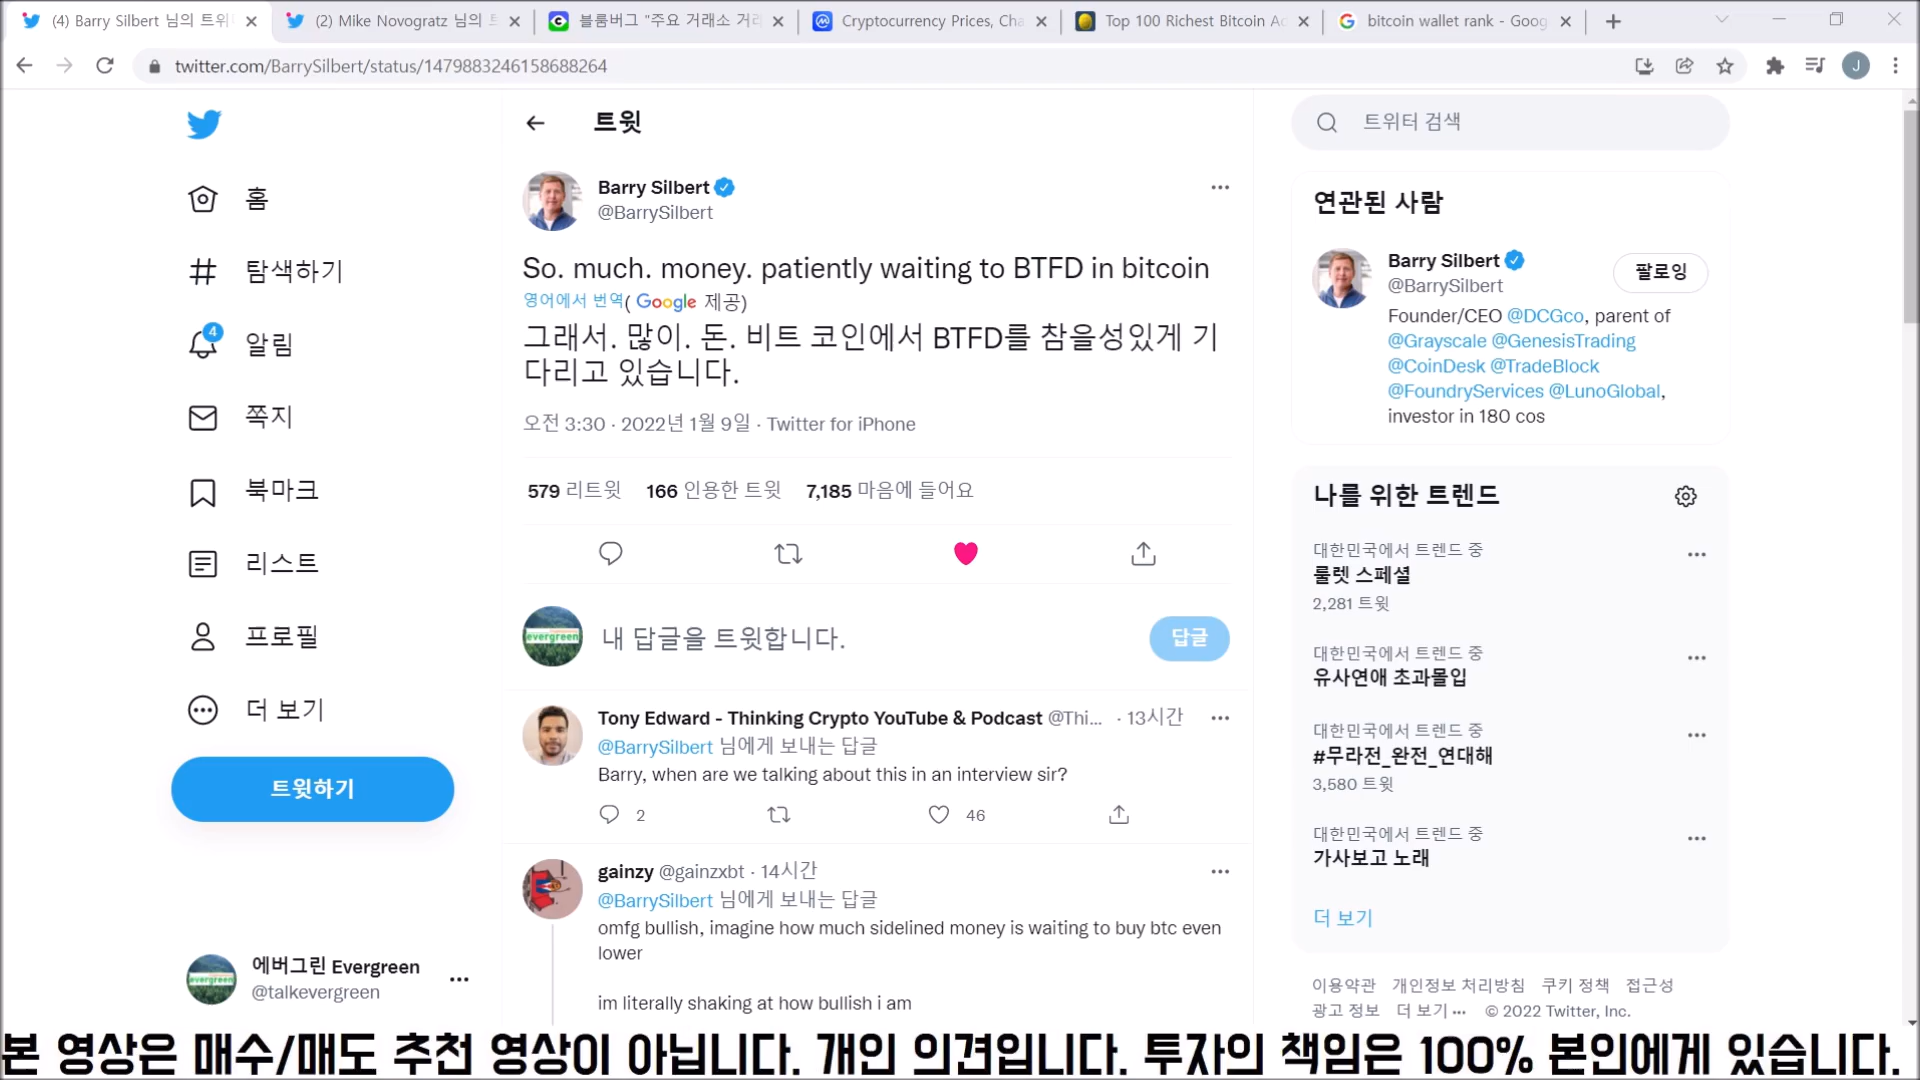 (4) Barry Silbert 님의 트위
(2) Mike Novogratz 님의 트
블룸버그 "주요 거래소 거래
Cryptocurrency Prices, Cha
Top 100 Richest Bitcoin Ad
bitcoin wallet rank - Goog
twitter.com/BarrySilbert/status/1479883246158688264
J
홈
탐색하기
4
알림
쪽지
북마크
리스트
프로필
더 보기
트윗하기
에버그린 Evergreen
@talkevergreen
트윗
Barry Silbert
@BarrySilbert
So. much. money. patiently waiting to BTFD in bitcoin
영어에서 번역( Google 제공)
그래서. 많이. 돈. 비트 코인에서 BTFD를 참을성있게 기
다리고 있습니다.
오전 3:30 · 2022년 1월 9일 · Twitter for iPhone
579 리트윗 166 인용한 트윗 7,185 마음에 들어요
evergreen
내 답글을 트윗합니다.
답글
Tony Edward - Thinking Crypto YouTube & Podcast @Thi... · 13시간
@BarrySilbert 님에게 보내는 답글
Barry, when are we talking about this in an interview sir?
2
46
gainzy @gainzxbt · 14시간
@BarrySilbert 님에게 보내는 답글
omfg bullish, imagine how much sidelined money is waiting to buy btc even
lower
im literally shaking at how bullish i am
트위터 검색
연관된 사람
Barry Silbert
@BarrySilbert
팔로잉
Founder/CEO @DCGco, parent of
@Grayscale @GenesisTrading
@CoinDesk @TradeBlock
@FoundryServices @LunoGlobal,
investor in 180 cos
나를 위한 트렌드
대한민국에서 트렌드 중
룰렛 스페셜
2,281 트윗
대한민국에서 트렌드 중
유사연애 초과몰입
대한민국에서 트렌드 중
#무라전_완전_연대해
3,580 트윗
대한민국에서 트렌드 중
가사보고 노래
더 보기
이용약관 개인정보 처리방침 쿠키 정책 접근성
광고 정보 더 보기 ··· © 2022 Twitter, Inc.
본 영상은 매수/매도 추천 영상이 아닙니다. 개인 의견입니다. 투자의 책임은 100% 본인에게 있습니다.